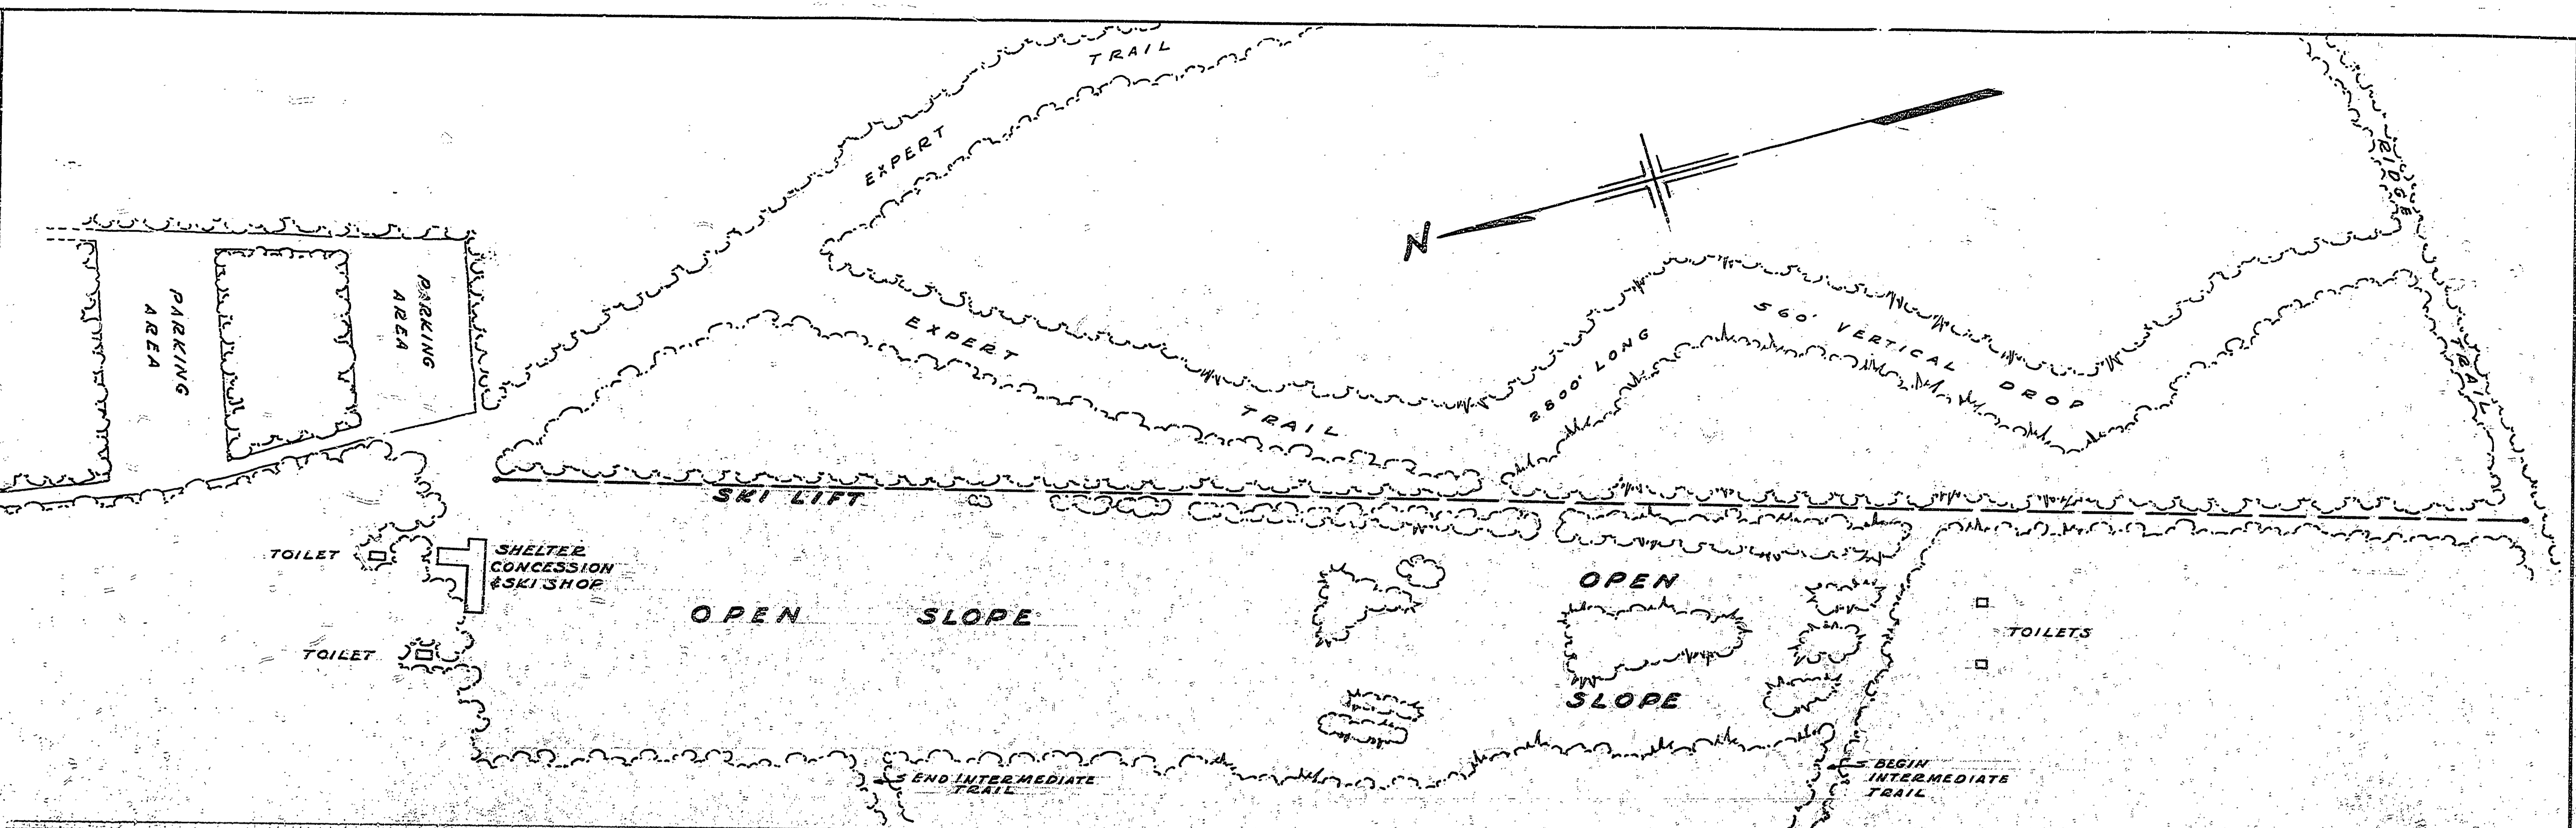 TRAIL
EXPERT
N
RIDGE
TRAIL
PARKING
AREA
PARKING
AREA
EXPERT
TRAIL
2800' LONG
560' VERTICAL DROP
SKI LIFT
TOILET
SHELTER
CONCESSION
&SKI SHOP
TOILET
OPEN SLOPE
OPEN
SLOPE
TOILETS
END INTERMEDIATE
TRAIL
BEGIN
INTERMEDIATE
TRAIL